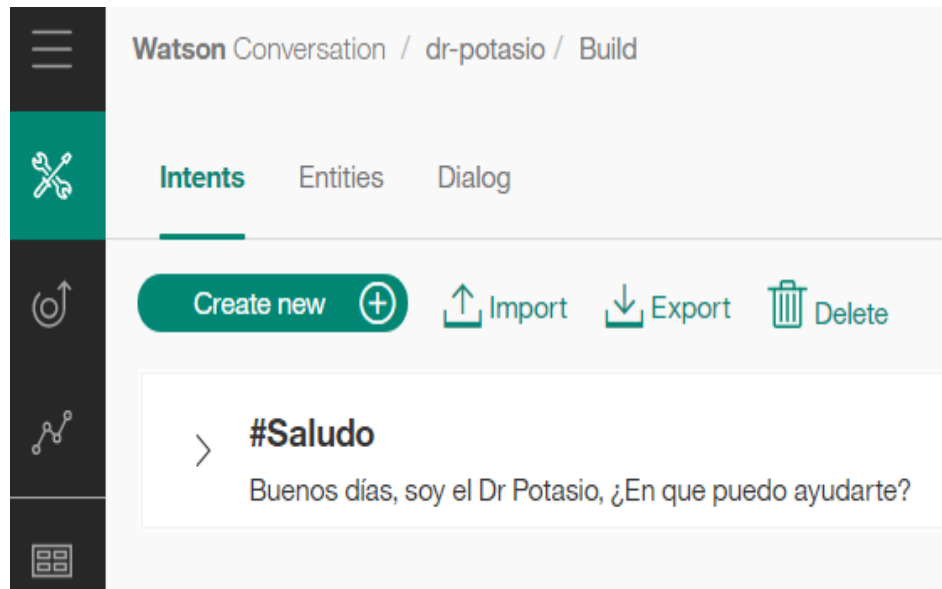 Watson Conversation / dr-potasio / Build
Intents Entities Dialog
Create new Import Export Delete
#Saludo
Buenos días, soy el Dr Potasio, ¿En que puedo ayudarte?